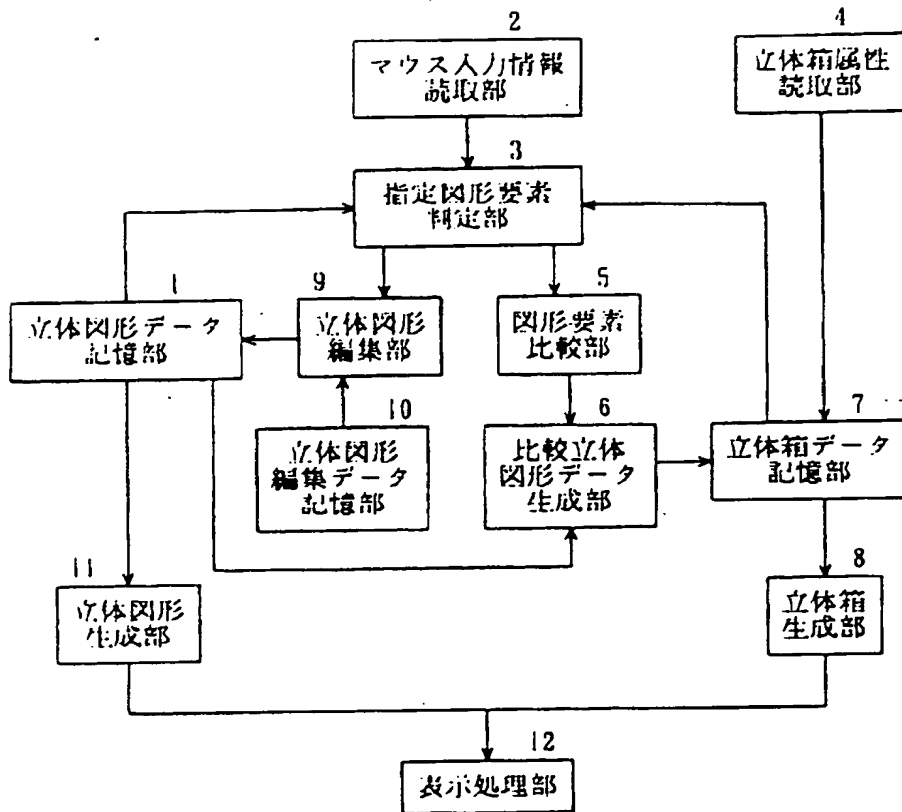 2
マウス入力情報
読取部
4
立体箱属性
読取部
3
指定図形要素
判定部
1
立体図形データ
記憶部
9
立体図形
編集部
5
図形要素
比較部
10
立体図形
編集データ
記憶部
6
比較立体
図形データ
生成部
7
立体箱データ
記憶部
11
立体図形
生成部
8
立体箱
生成部
12
表示処理部